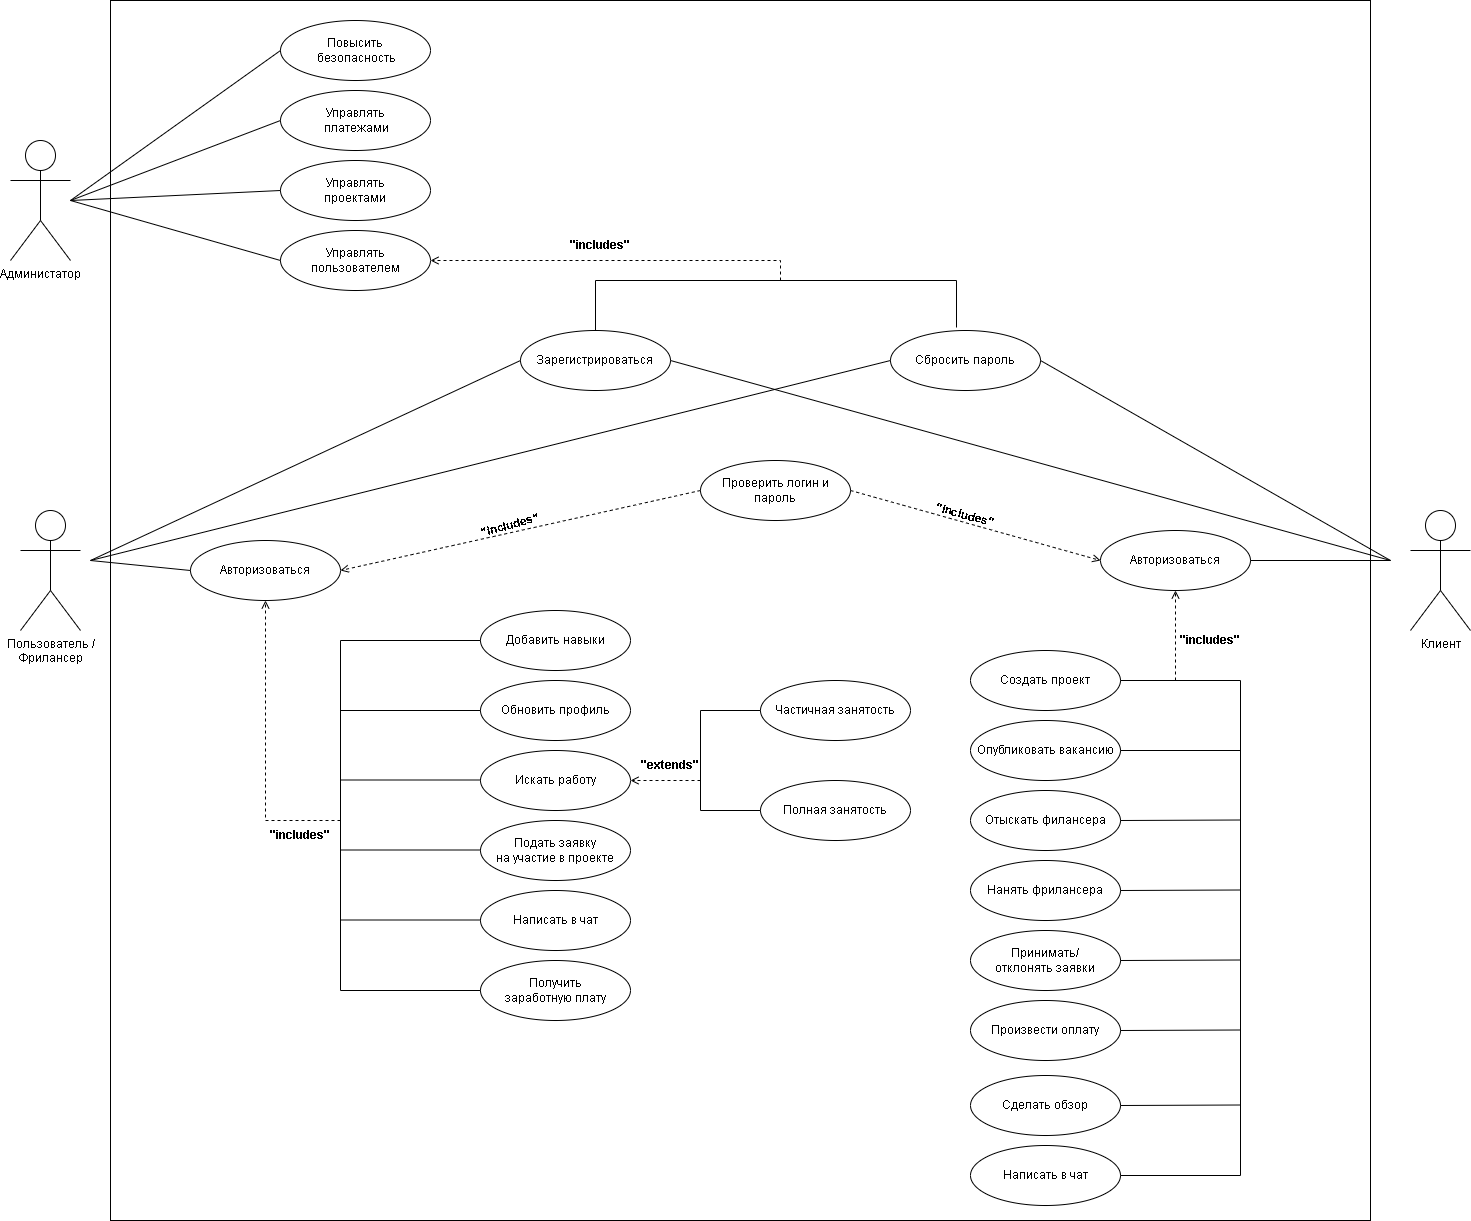 Повысить
безопасность
Управлять
платежами
Управлять
проектами
Управлять
пользователем
Администатор
"includes"
Зарегистрироваться
Сбросить пароль
Проверить логин и
пароль
"includes"
"includes"
Авторизоваться
Авторизоваться
Пользователь /
Фрилансер
Клиент
"includes"
Добавить навыки
Обновить профиль
Искать работу
"extends"
Частичная занятость
Полная занятость
"includes"
Подать заявку
на участие в проекте
Написать в чат
Получить
заработную плату
Создать проект
Опубликовать вакансию
Отыскать филансера
Нанять фрилансера
Принимать/
отклонять заявки
Произвести оплату
Сделать обзор
Написать в чат